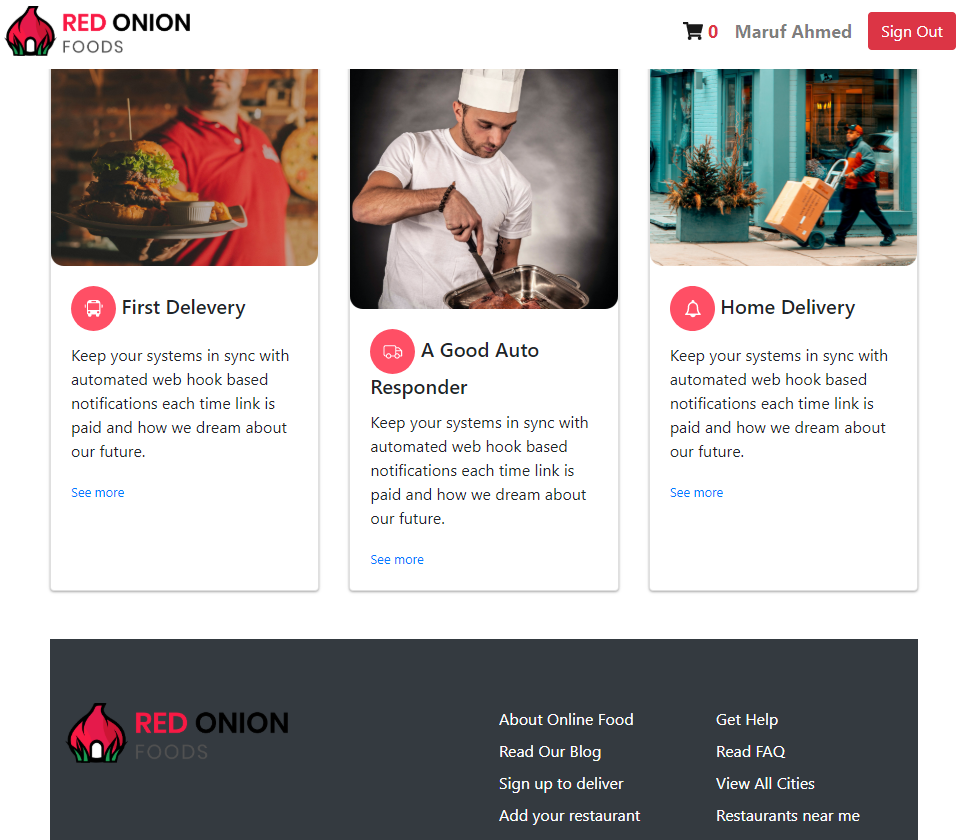 RED ONION
FOODS
0 Maruf Ahmed Sign Out
First Delevery
Keep your systems in sync with
automated web hook based
notifications each time link is
paid and how we dream about
our future.
See more
A Good Auto
Responder
Keep your systems in sync with
automated web hook based
notifications each time link is
paid and how we dream about
our future.
See more
Home Delivery
Keep your systems in sync with
automated web hook based
notifications each time link is
paid and how we dream about
our future.
See more
RED ONION
FOODS
About Online Food
Read Our Blog
Sign up to deliver
Add your restaurant
Get Help
Read FAQ
View All Cities
Restaurants near me